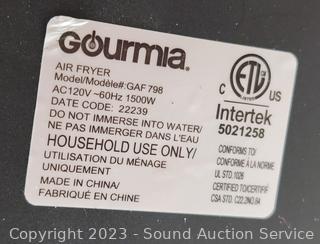 GOURMIA
AIR FRYER
Model/Modèle#:GAF 798
AC120V ~60Hz 1500W
DATE CODE: 22239
DO NOT IMMERSE INTO WATER/
NE PAS IMMERGER DANS L'EAU
HOUSEHOLD USE ONLY/
UTILISATION DU MÉNAGE
UNIQUEMENT
MADE IN CHINA/
FABRIQUÉ EN CHINE
ETL
C US
Intertek
5021258
CONFORMS TO/
CONFORME À LA NORME
UL STD.1026
CERTIFIED TO/CERTIFIÉ
CSA STD. C22.2NO.64
Copyright 2023 - Sound Auction Service